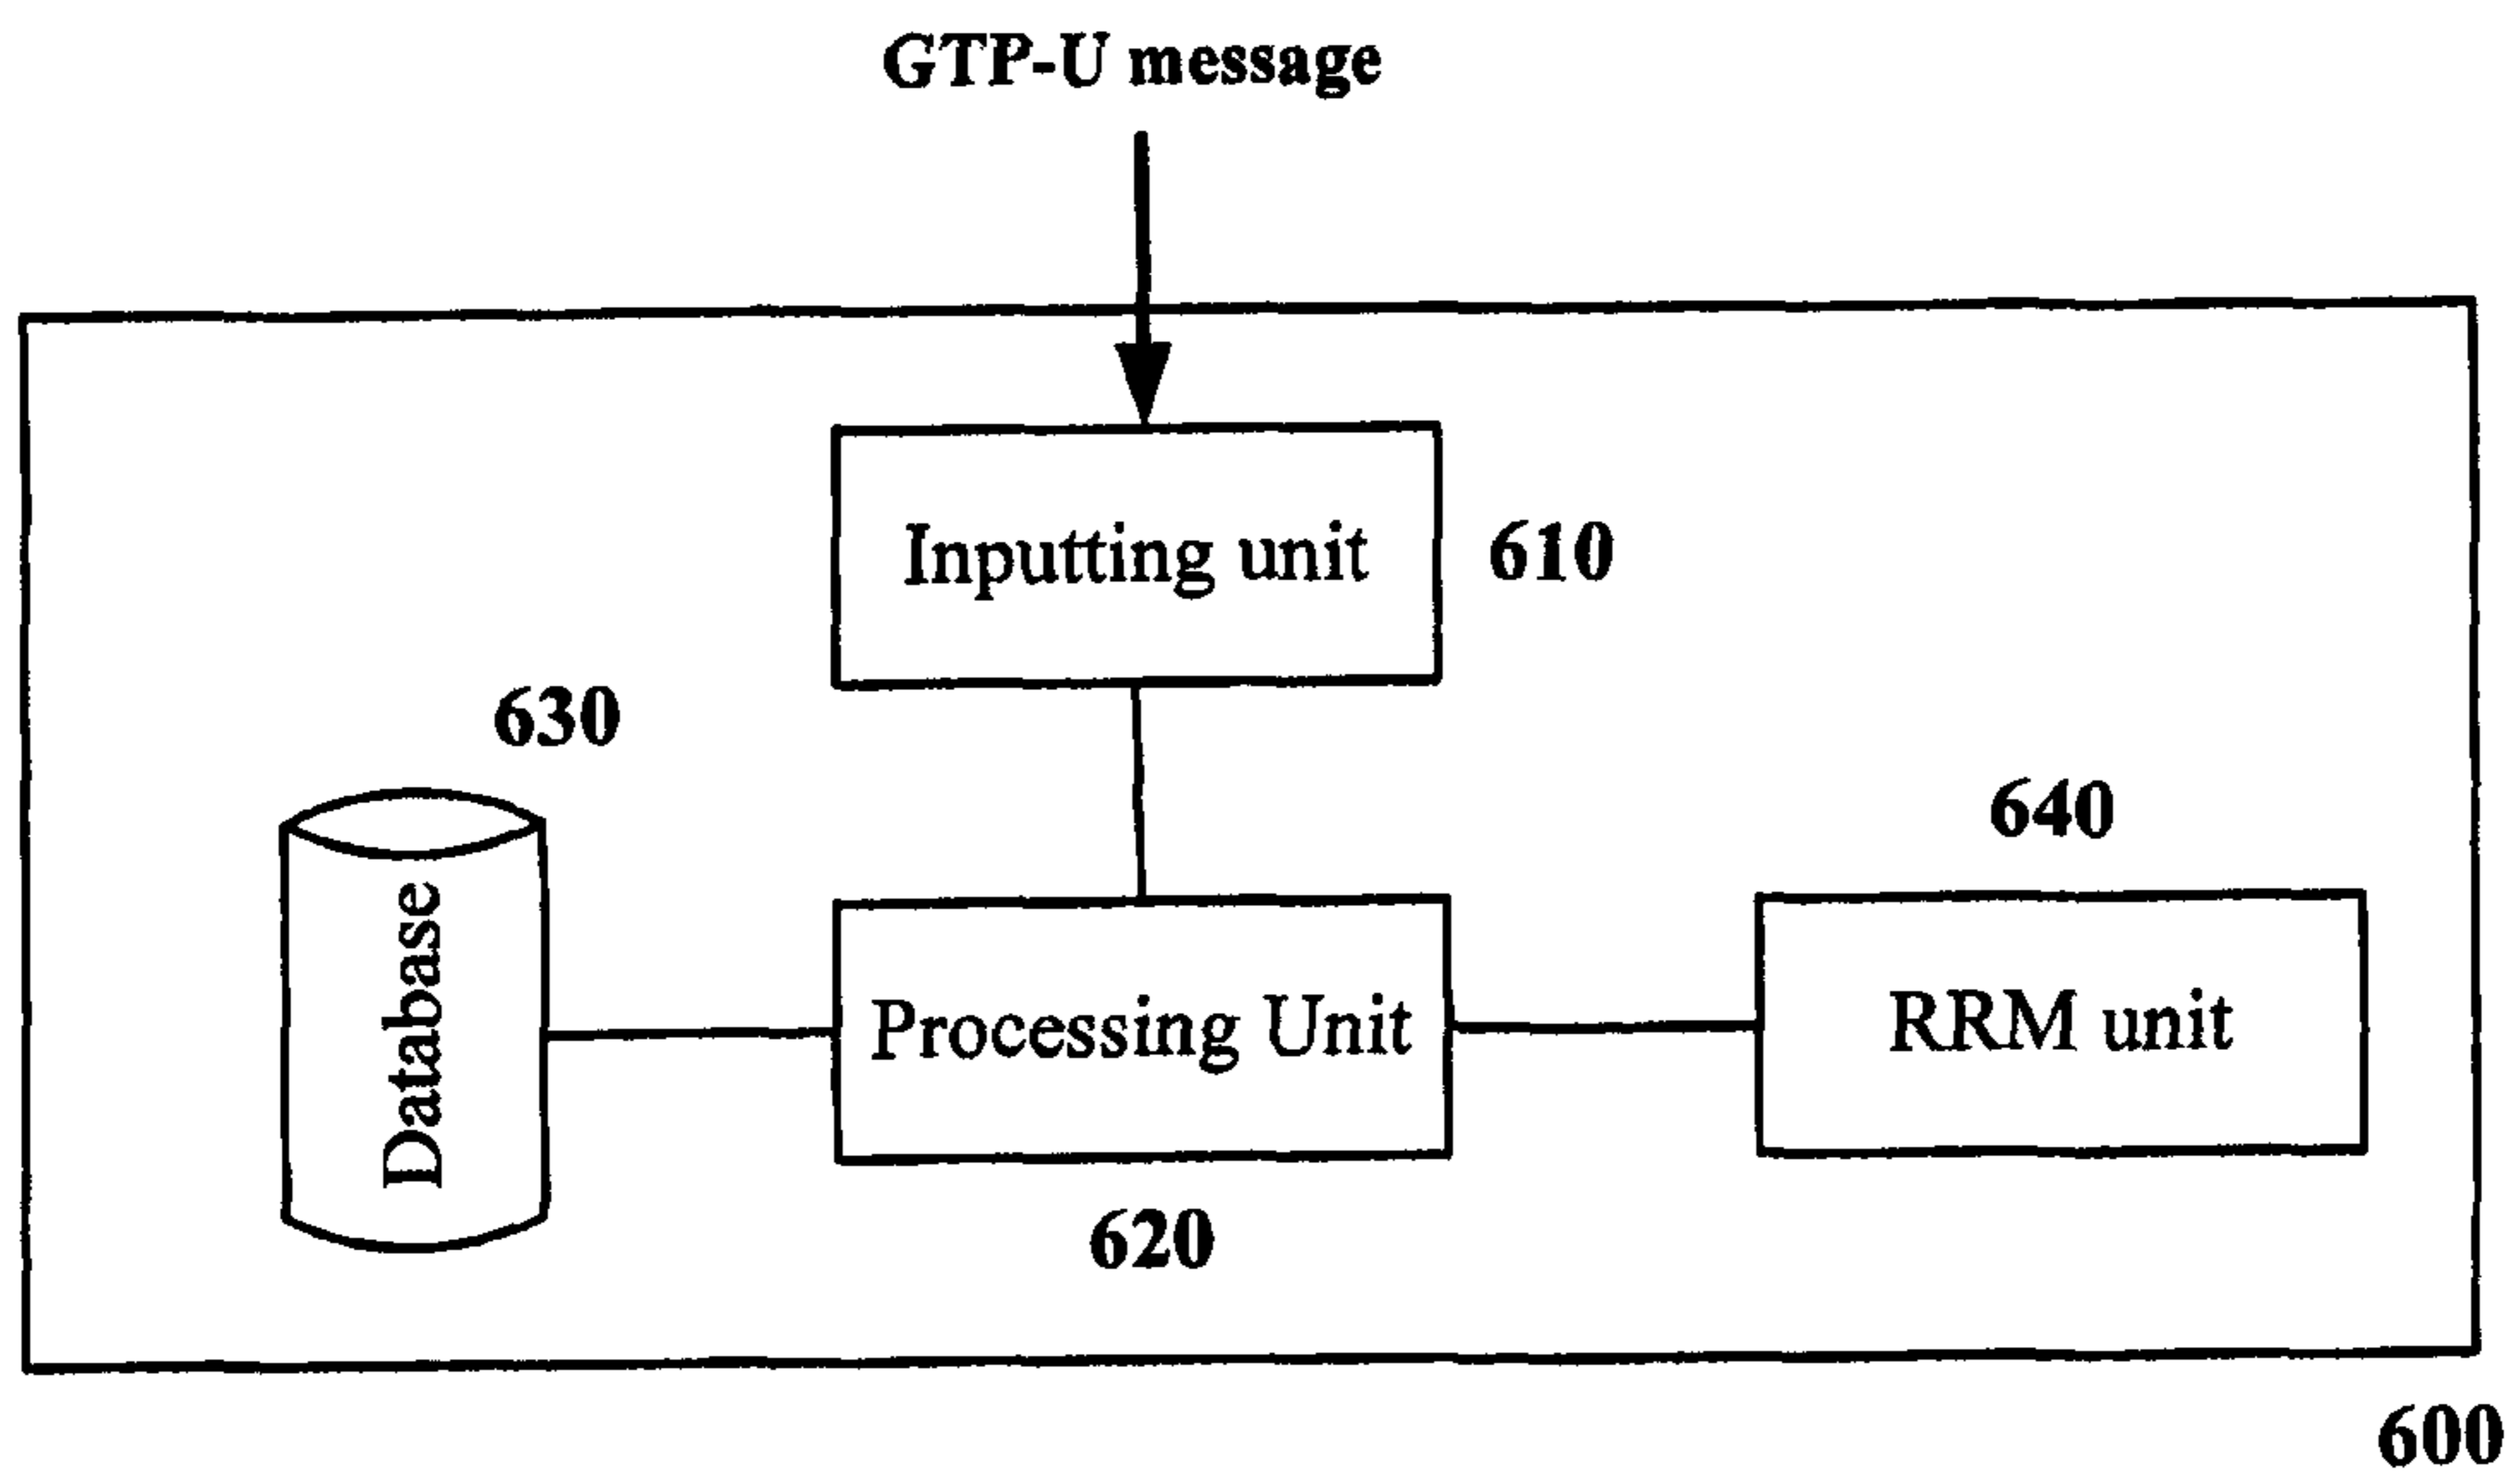 GTP-U message
Inputting unit
610
630
640
Database
Processing Unit
RRM unit
620
600